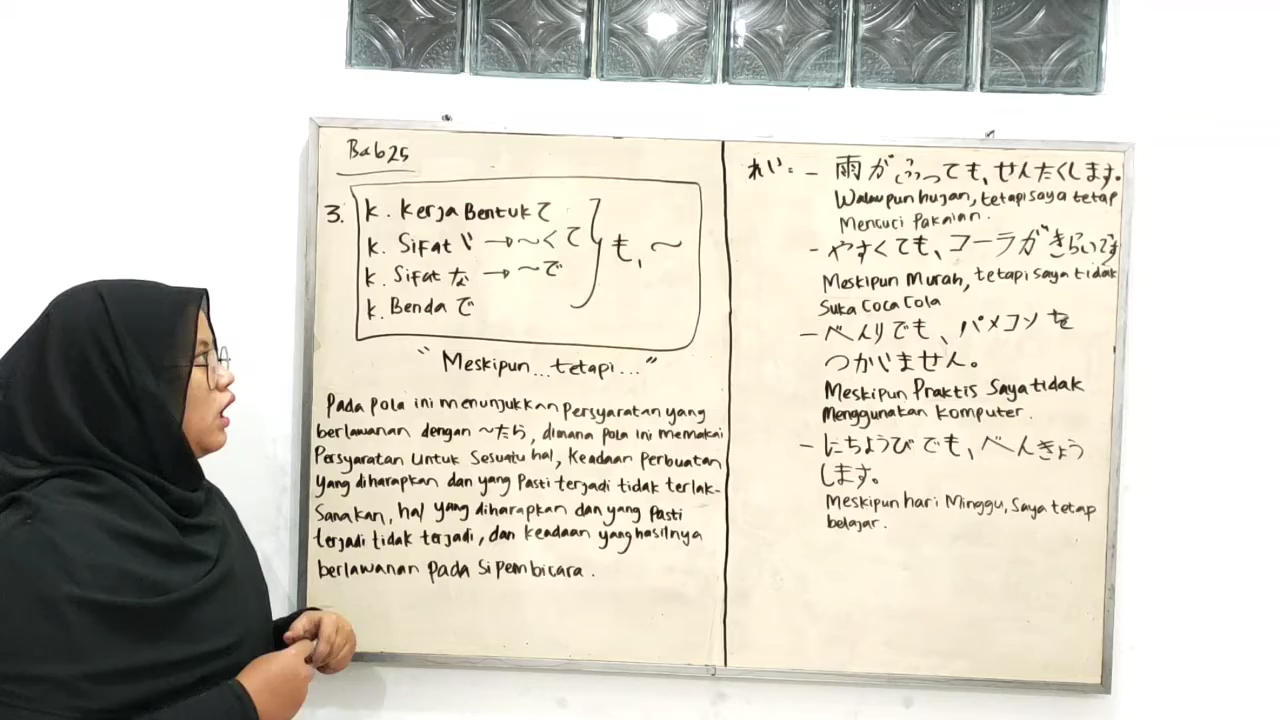 Bab 25
3. K. Kerja Bentuk て
K. Sifat い → ~くて
K. Sifat な → ~で
K. Benda で
も, ~
"Meskipun... tetapi..."
Pada pola ini menunjukkan persyaratan yang
berlawanan dengan ~たら, dimana pola ini memakai
Persyaratan untuk sesuatu hal, keadaan perbuatan
yang diharapkan dan yang pasti terjadi tidak terlak-
sanakan, hal yang diharapkan dan yang pasti
terjadi tidak terjadi, dan keadaan yang hasilnya
berlawanan pada si pembicara.
れい: - 雨がふっても、せんたくします。
Walaupun hujan, tetapi saya tetap
Mencuci Pakaian.
- やすくても、コーラがきらいです
Meskipun Murah, tetapi saya tidak
suka Coca Cola
- べんりでも、パソコンを
つかいません。
Meskipun Praktis Saya tidak
Menggunakan Komputer.
- にちようびでも、べんきょう
します。
Meskipun hari Minggu, Saya tetap
belajar.